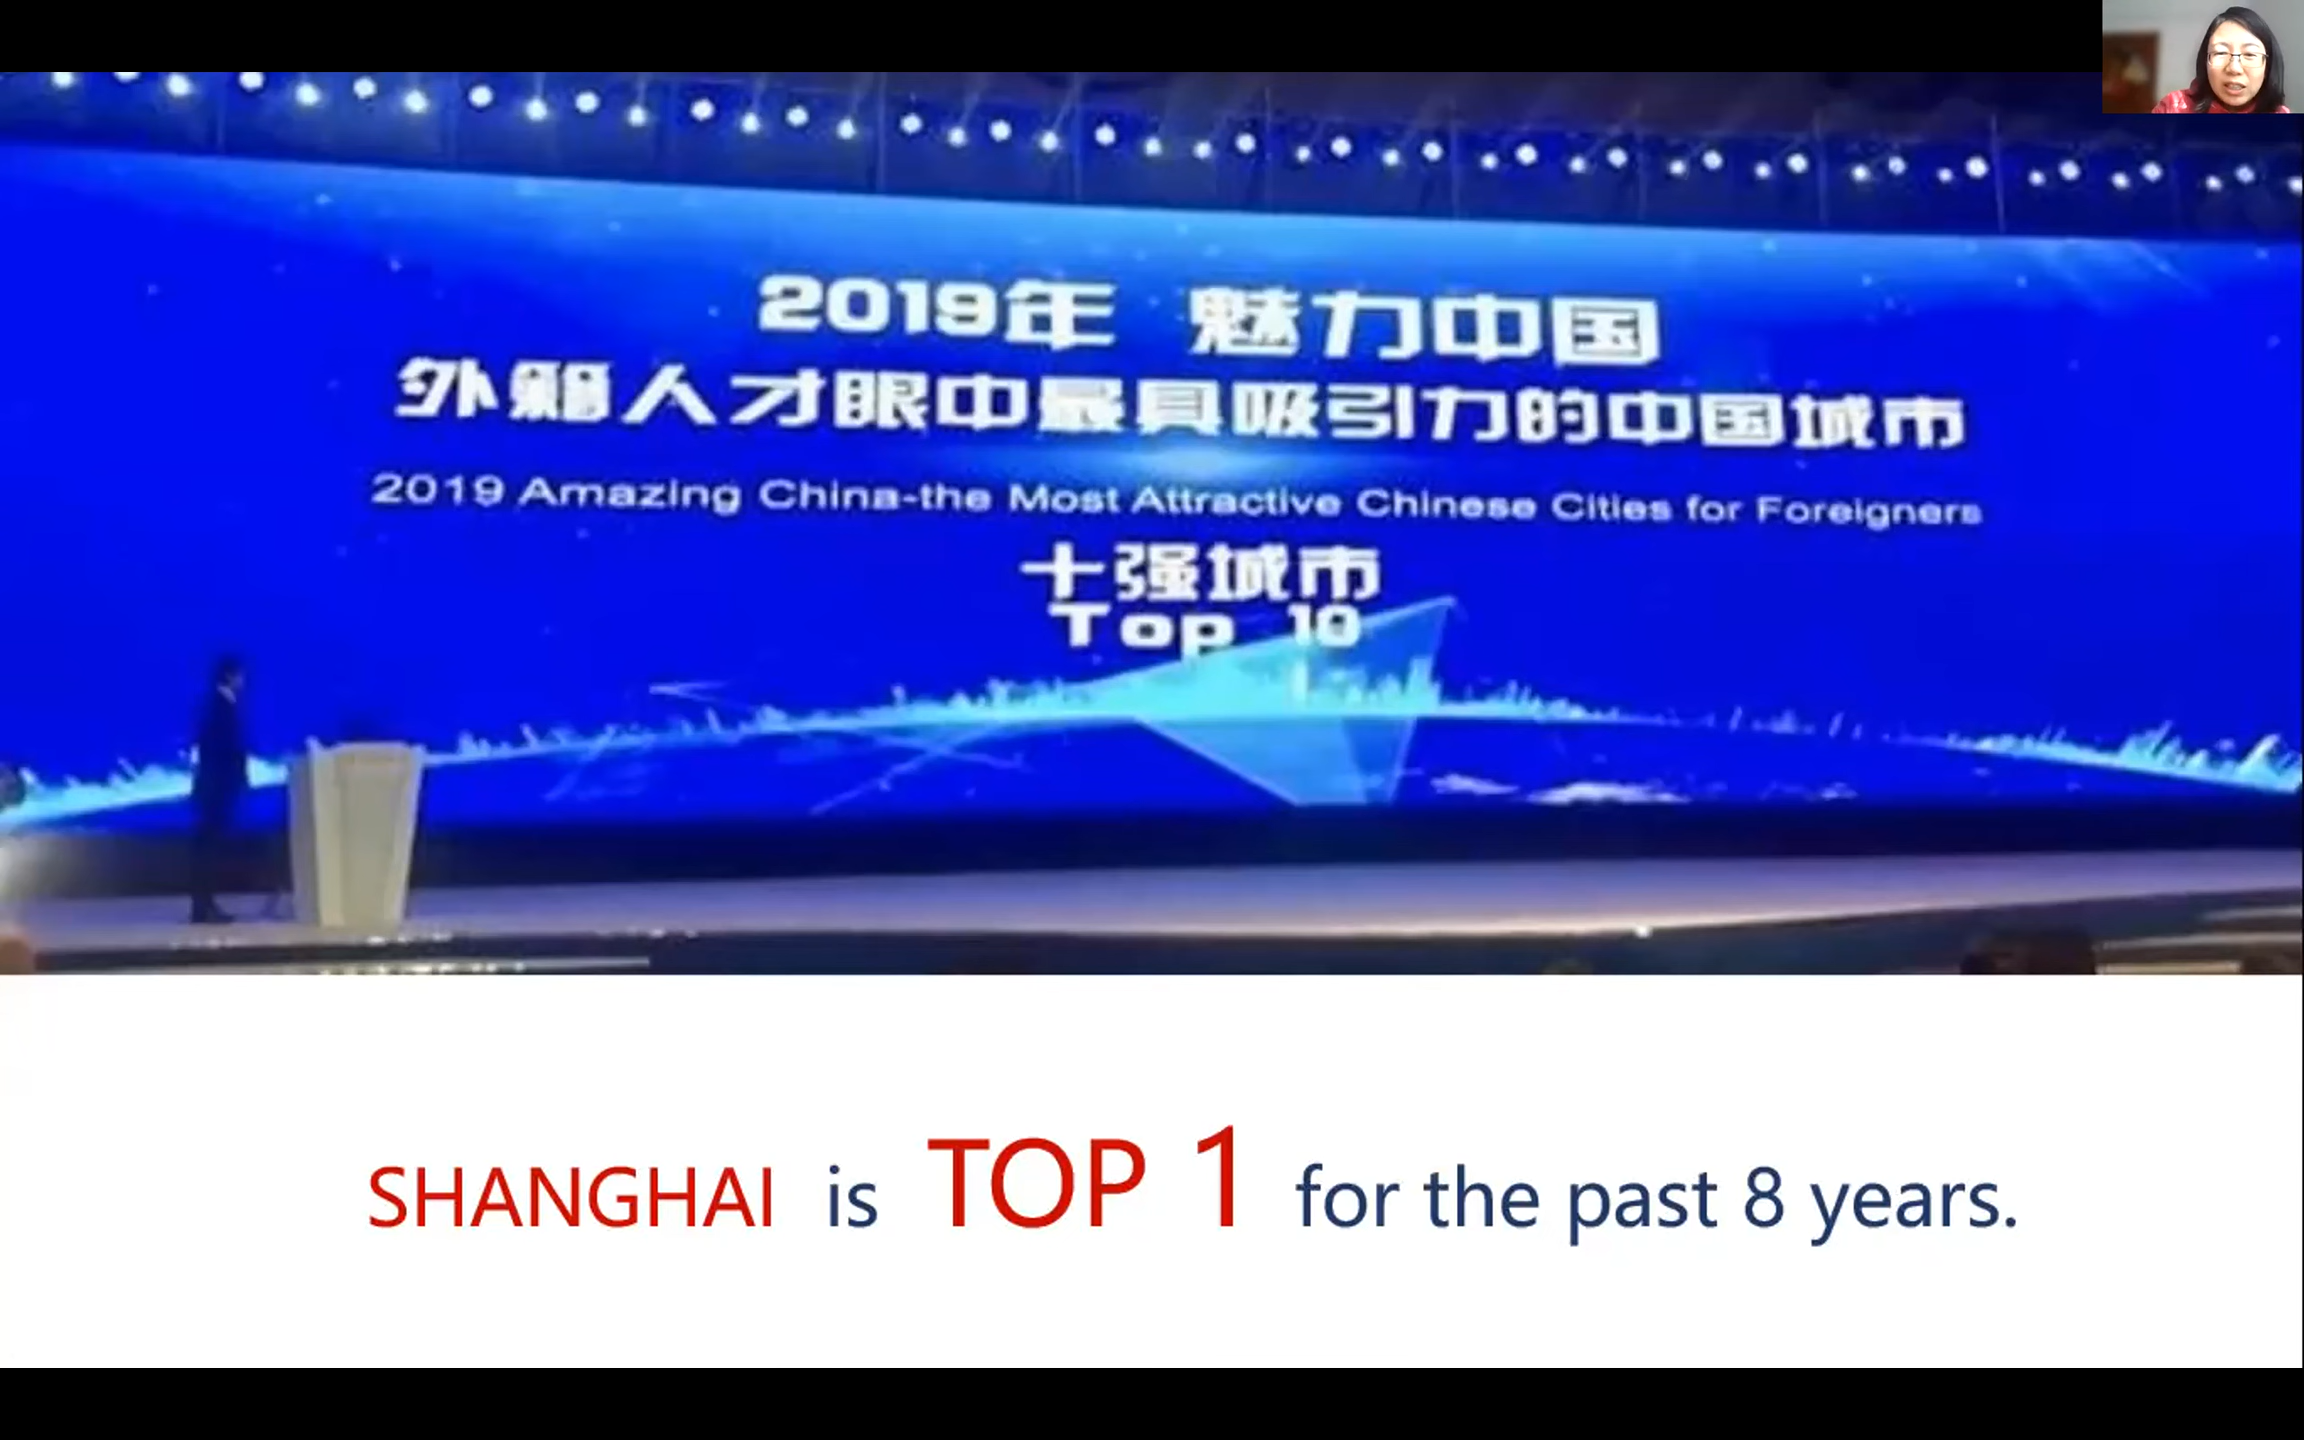 2019年 魅力中国
外籍人才眼中最具吸引力的中国城市
2019 Amazing China-the Most Attractive Chinese Cities for Foreigners
十强城市
Top 10
SHANGHAI is TOP 1 for the past 8 years.